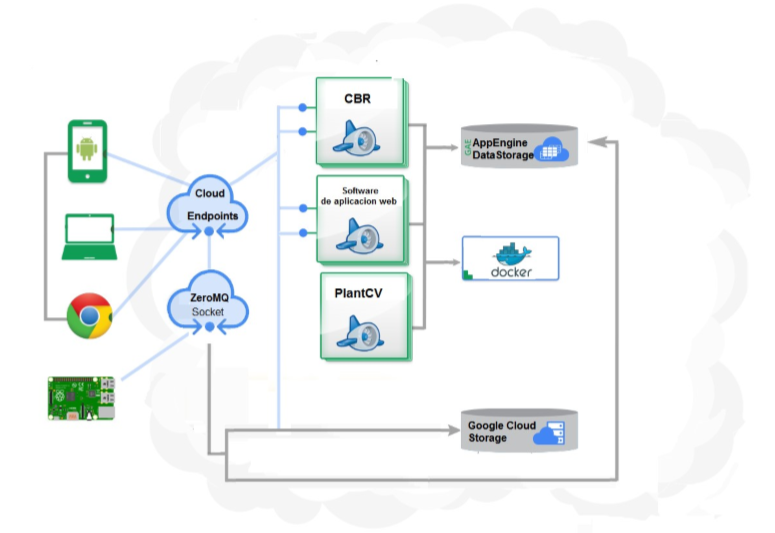 CBR
GAE
AppEngine
DataStorage
Software
de aplicacion web
Cloud
Endpoints
docker
PlantCV
ZeroMQ
Socket
Google Cloud
Storage